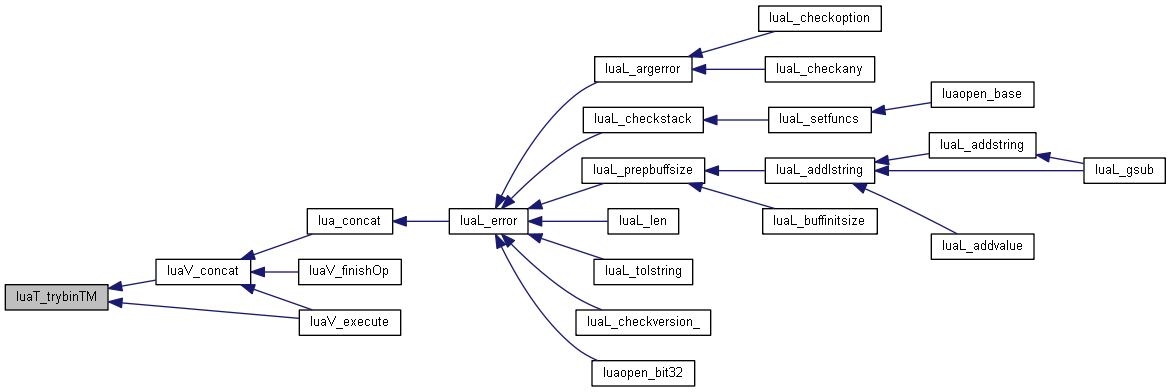 luaL_checkoption
luaL_argerror
luaL_checkany
luaopen_base
luaL_checkstack
luaL_setfuncs
luaL_addstring
luaL_prepbuffsize
luaL_addlstring
luaL_gsub
lua_concat
luaL_error
luaL_len
luaL_buffinitsize
luaL_addvalue
luaV_concat
luaV_finishOp
luaL_tolstring
luaT_trybinTM
luaV_execute
luaL_checkversion_
luaopen_bit32